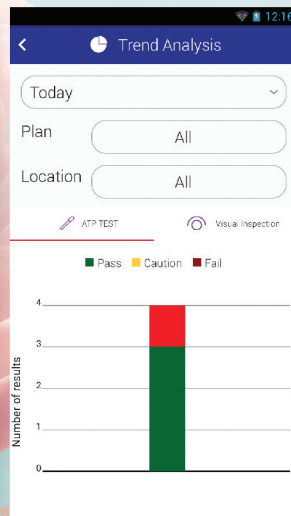 12:16
Trend Analysis
Today
Plan
All
Location
All
ATP TEST
Visual Inspection
Pass
Caution
Fail
4
3
2
1
0
Number of results